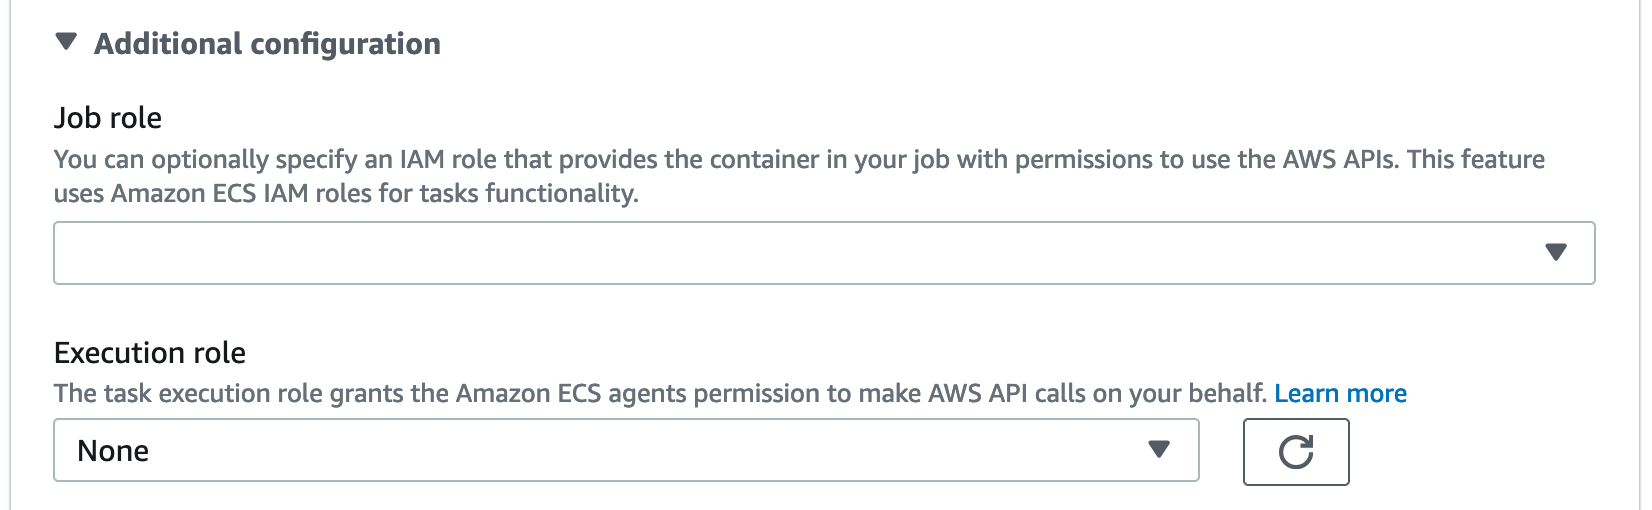 Additional configuration
Job role
You can optionally specify an IAM role that provides the container in your job with permissions to use the AWS APIs. This feature
uses Amazon ECS IAM roles for tasks functionality.
Execution role
The task execution role grants the Amazon ECS agents permission to make AWS API calls on your behalf. Learn more
None